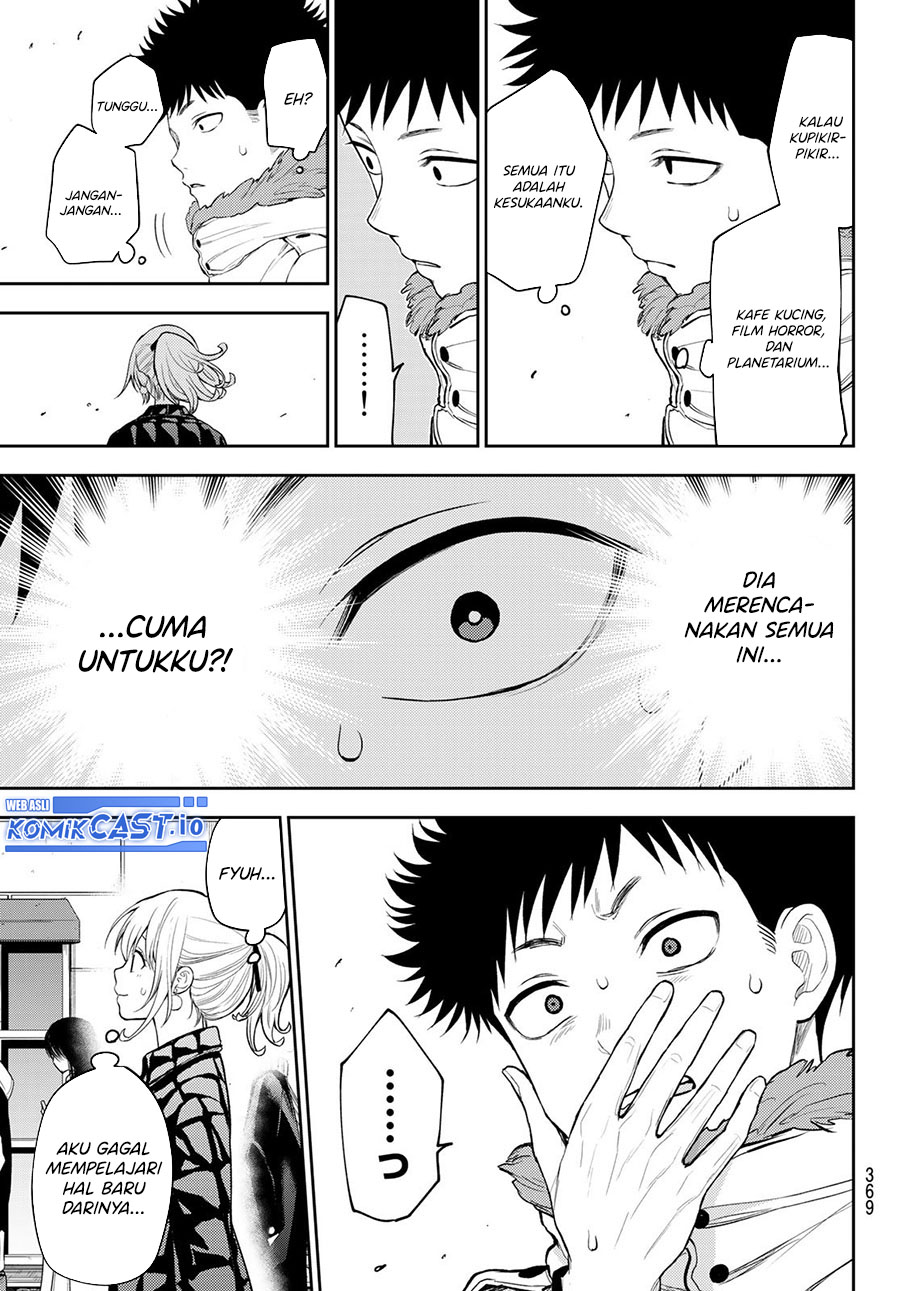 KALAU
KUPIKIR-
PIKIR...
KAFE KUCING,
FILM HORROR,
DAN
PLANETARIUM...
SEMUA ITU
ADALAH
KESUKAANKU.
………!
EH?
TUNGGU...
JANGAN-
JANGAN...
DIA
MERENCA-
NAKAN SEMUA
INI...
...CUMA
UNTUKKU?!
………っ
FYUH...
AKU GAGAL
MEMPELAJARI
HAL BARU
DARINYA...
WEB ASLI
KOMIKCAST.io
369